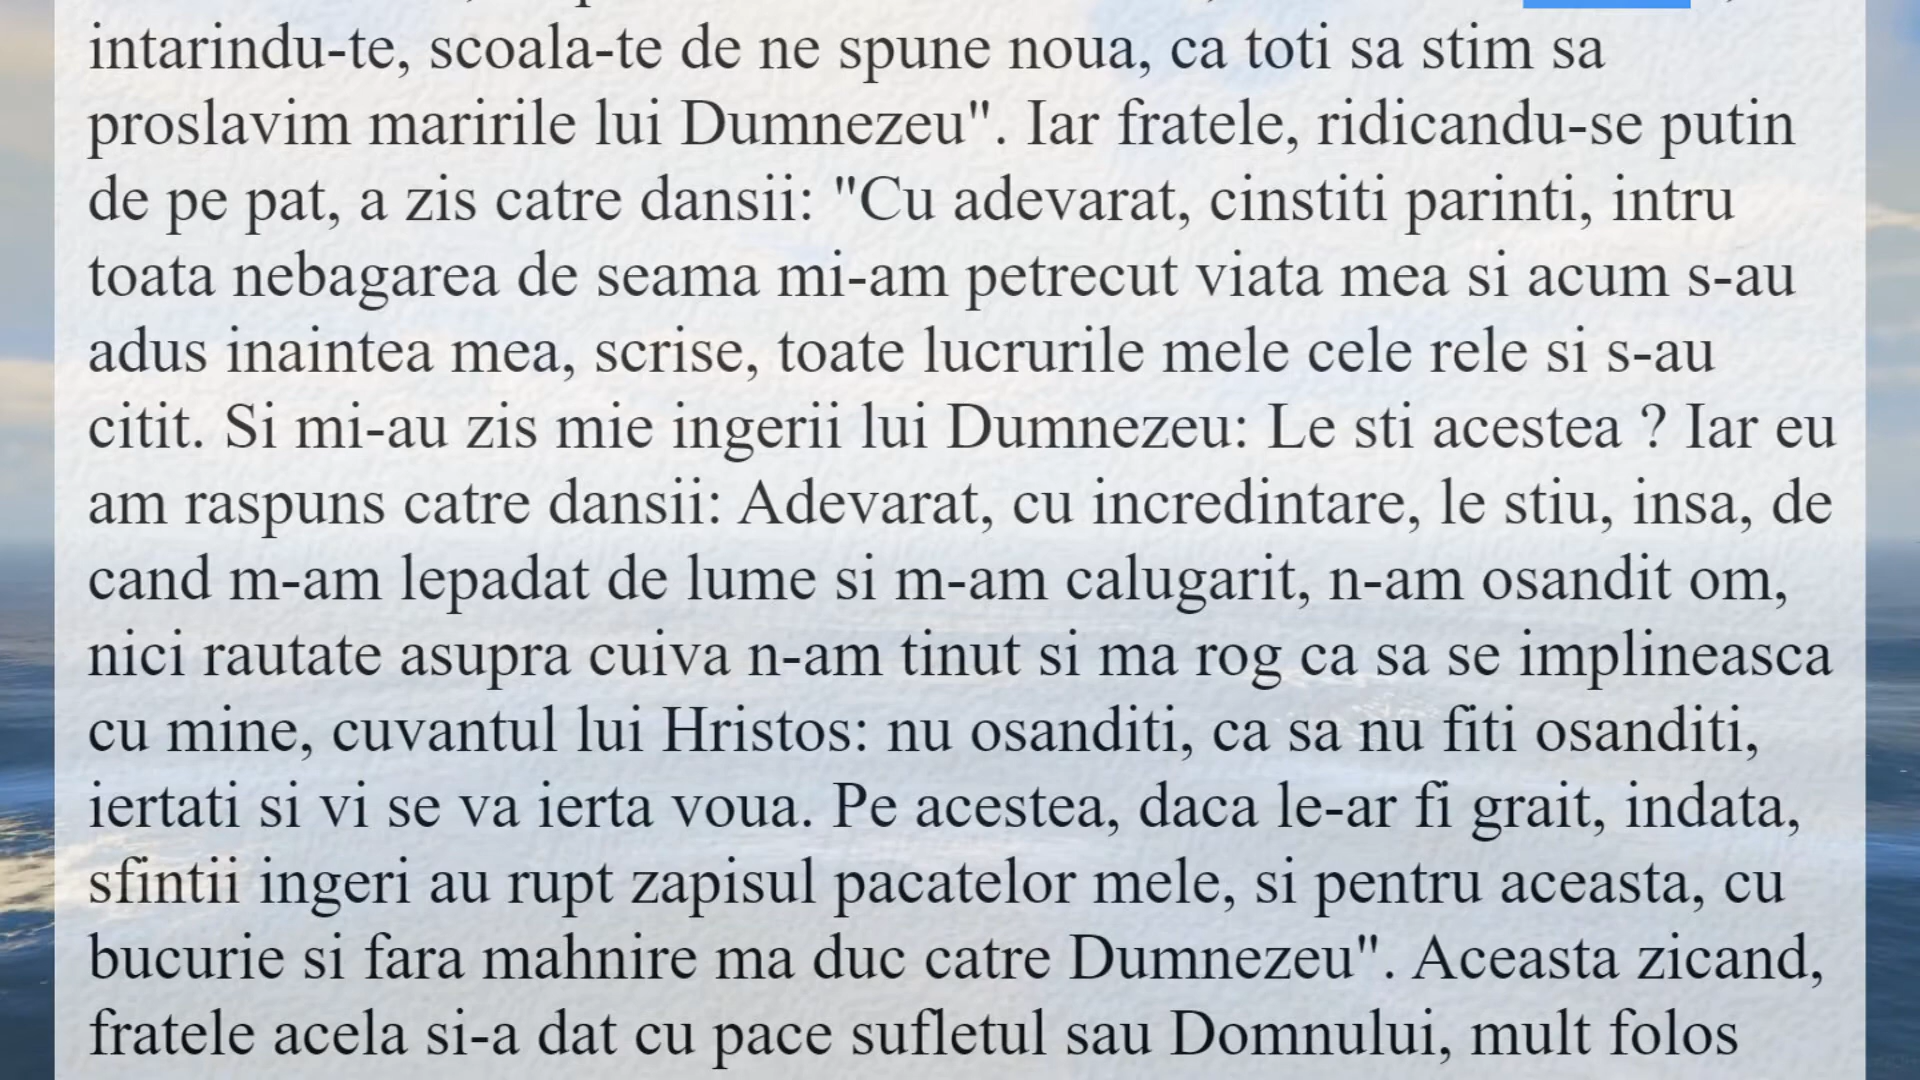 intarindu-te, scoala-te de ne spune noua, ca toti sa stim sa
proslavim maririle lui Dumnezeu". Iar fratele, ridicandu-se putin
de pe pat, a zis catre dansii: "Cu adevarat, cinstiti parinti, intru
toata nebagarea de seama mi-am petrecut viata mea si acum s-au
adus inaintea mea, scrise, toate lucrurile mele cele rele si s-au
citit. Si mi-au zis mie ingerii lui Dumnezeu: Le sti acestea ? Iar eu
am raspuns catre dansii: Adevarat, cu incredintare, le stiu, insa, de
cand m-am lepadat de lume si m-am calugarit, n-am osandit om,
nici rautate asupra cuiva n-am tinut si ma rog ca sa se implineasca
cu mine, cuvantul lui Hristos: nu osanditi, ca sa nu fiti osanditi,
iertati si vi se va ierta voua. Pe acestea, daca le-ar fi grait, indata,
sfintii ingeri au rupt zapisul pacatelor mele, si pentru aceasta, cu
bucurie si fara mahnire ma duc catre Dumnezeu". Aceasta zicand,
fratele acela si-a dat cu pace sufletul sau Domnului, mult folos